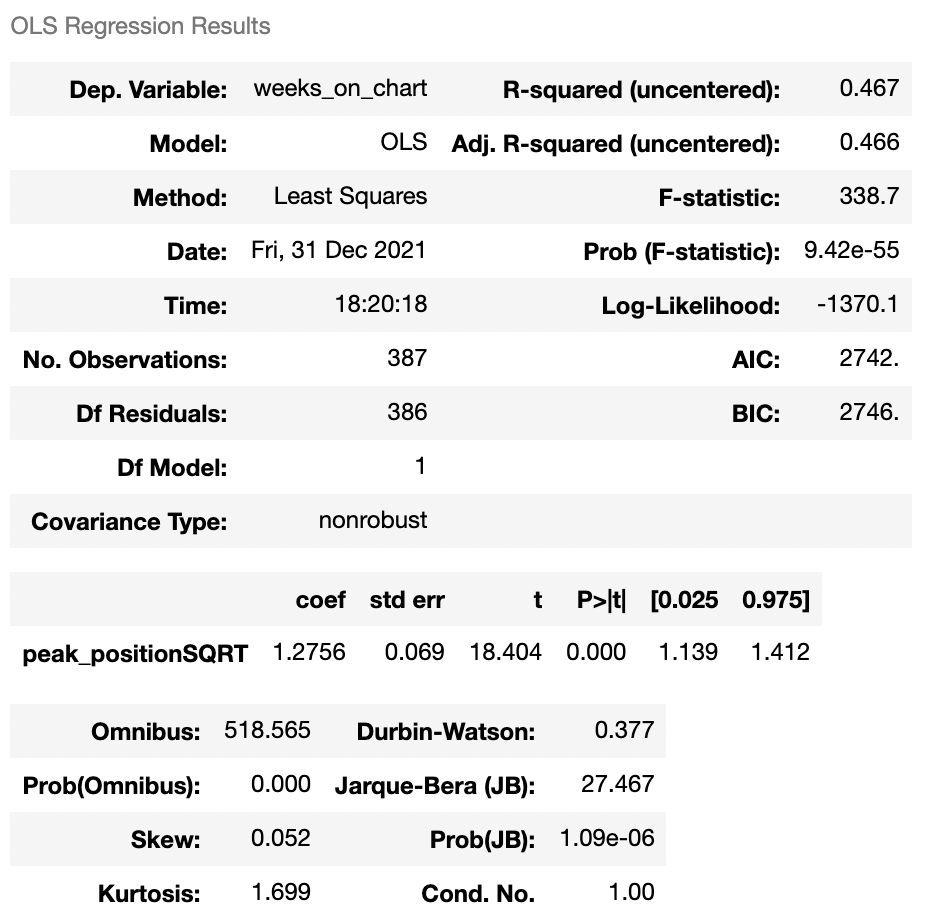 OLS Regression Results
Dep. Variable: weeks_on_chart R-squared (uncentered): 0.467
Model: OLS Adj. R-squared (uncentered): 0.466
Method: Least Squares F-statistic: 338.7
Date: Fri, 31 Dec 2021 Prob (F-statistic): 9.42e-55
Time: 18:20:18 Log-Likelihood: -1370.1
No. Observations: 387 AIC: 2742.
Df Residuals: 386 BIC: 2746.
Df Model: 1
Covariance Type: nonrobust
coef std err t P>|t| [0.025 0.975]
peak_positionSQRT 1.2756 0.069 18.404 0.000 1.139 1.412
Omnibus: 518.565 Durbin-Watson: 0.377
Prob(Omnibus): 0.000 Jarque-Bera (JB): 27.467
Skew: 0.052 Prob(JB): 1.09e-06
Kurtosis: 1.699 Cond. No. 1.00